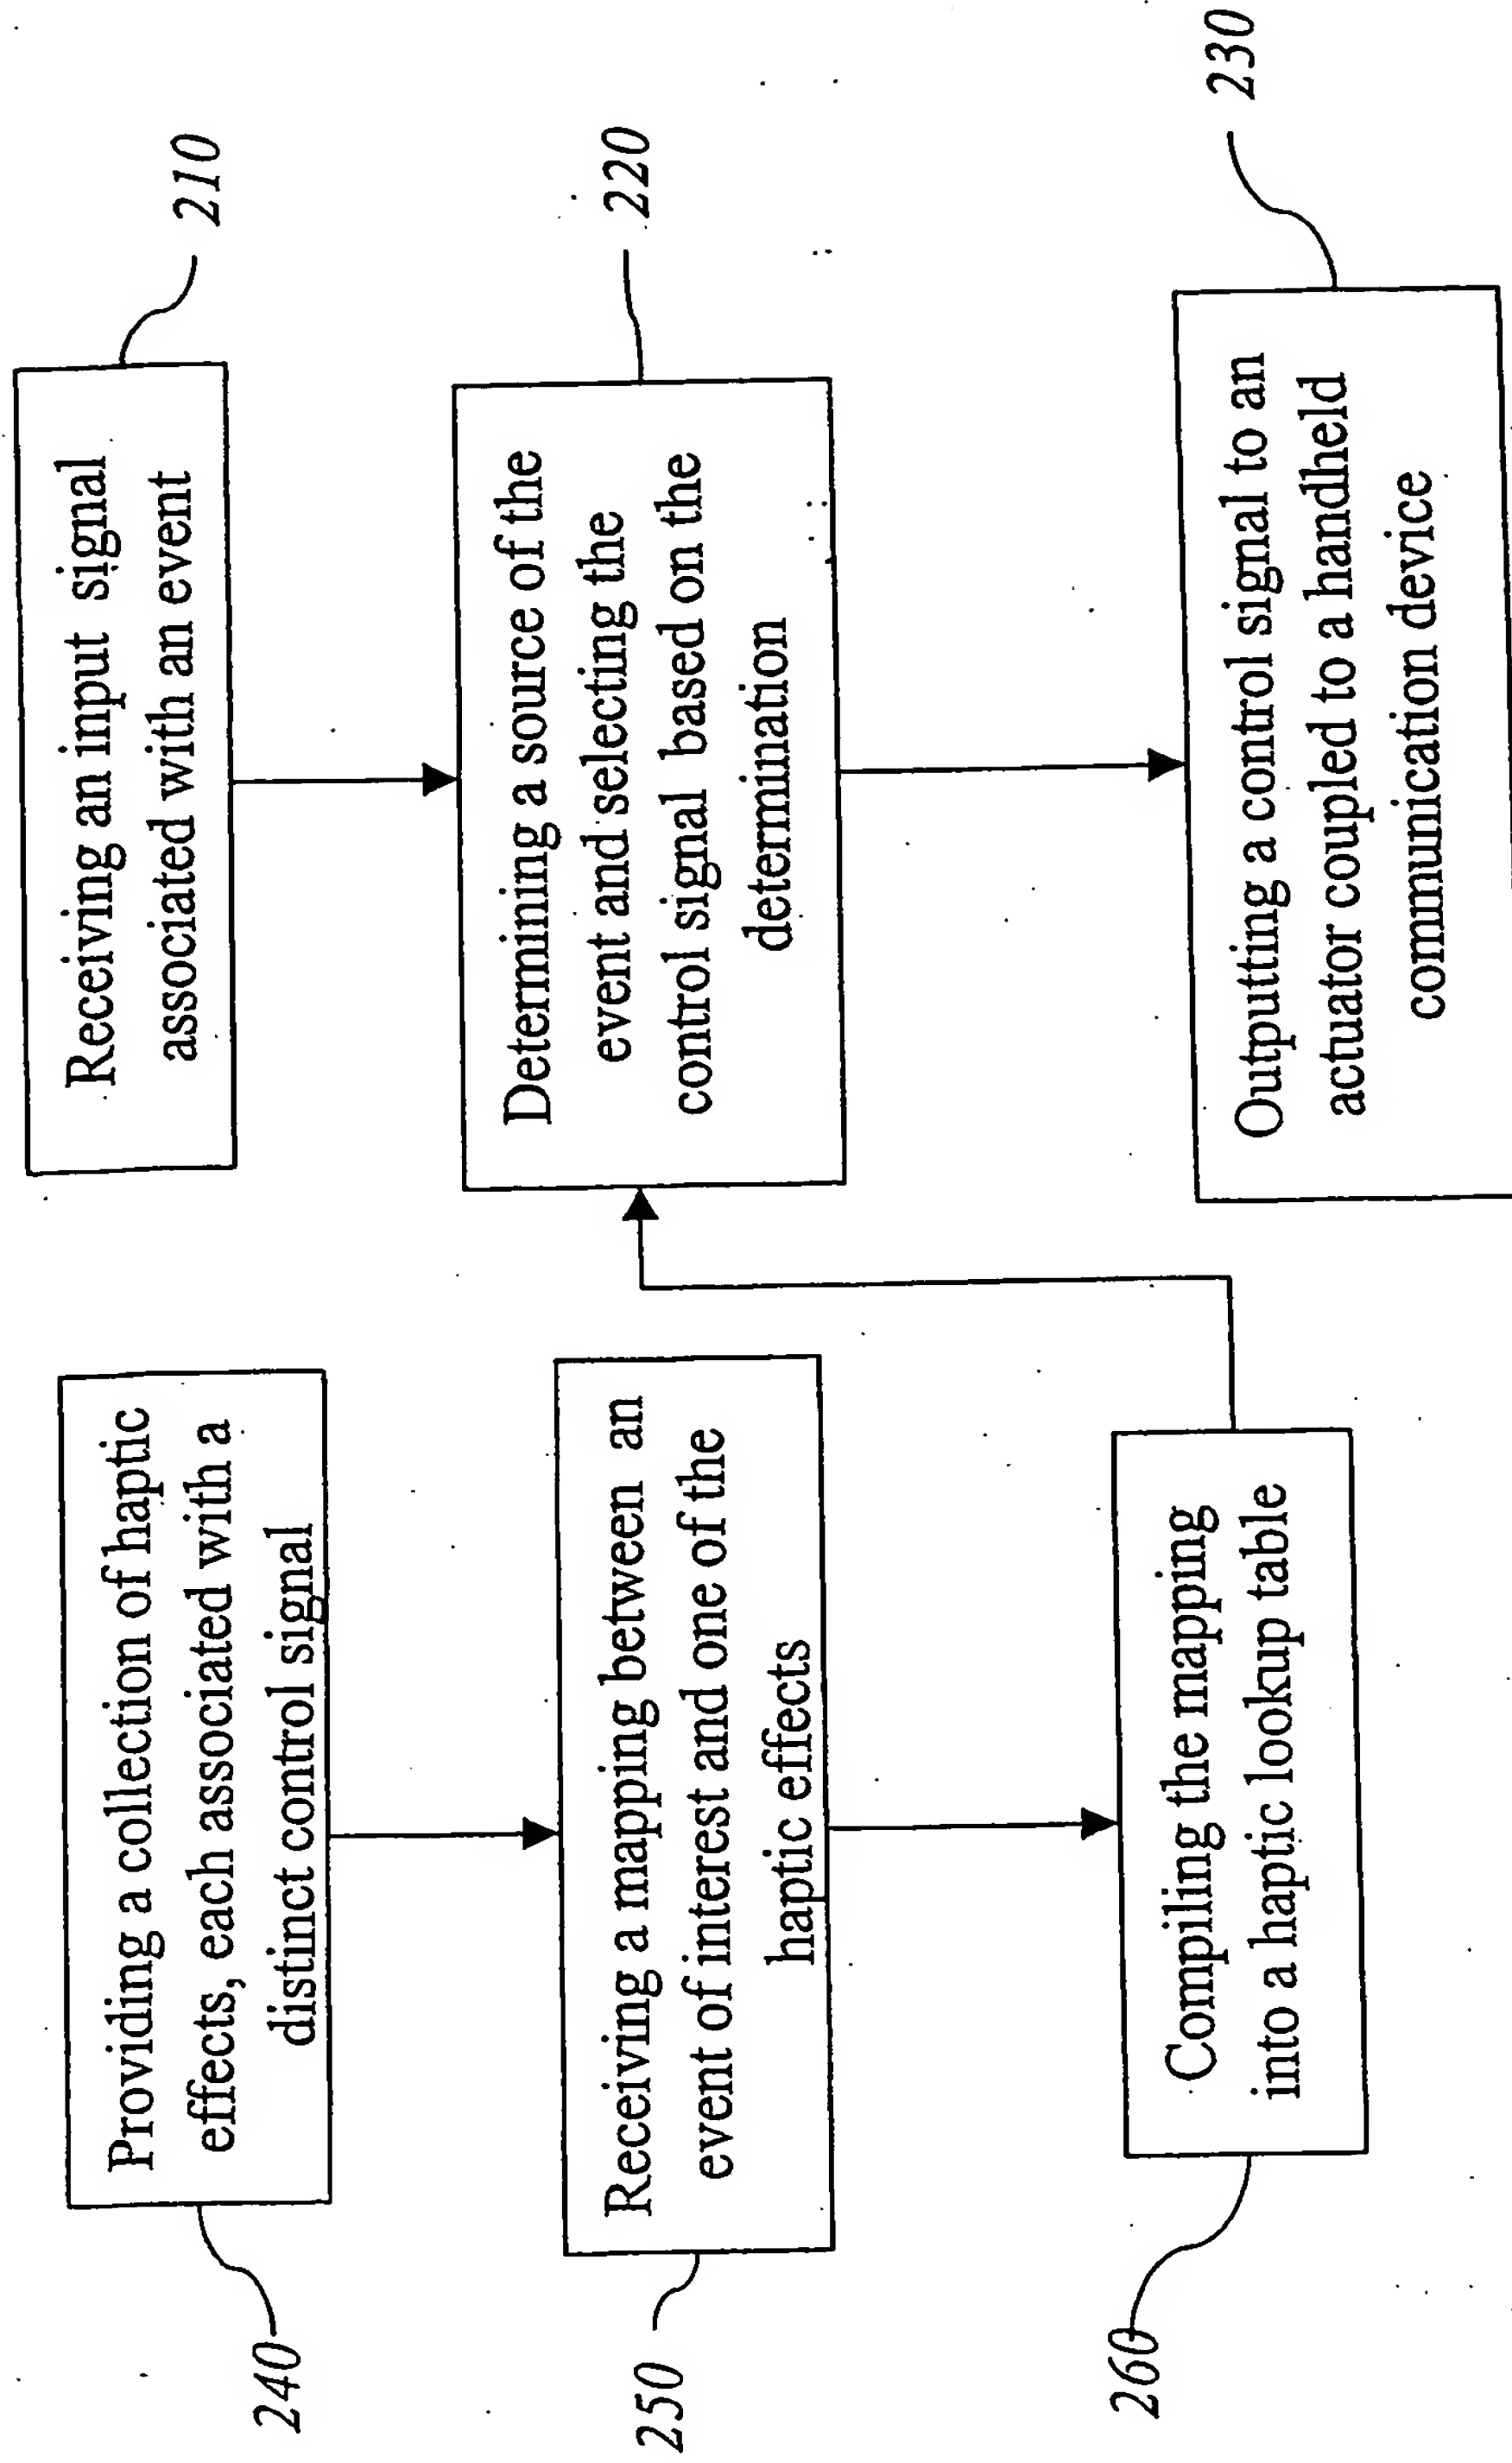 240
Providing a collection of haptic
effects, each associated with a
distinct control signal
250
Receiving a mapping between an
event of interest and one of the
haptic effects
260
Compiling the mapping
into a haptic lookup table
Receiving an input signal
associated with an event
210
Determining a source of the
event and selecting the
control signal based on the
determination
220
Outputting a control signal to an
actuator coupled to a handheld
communication device
230